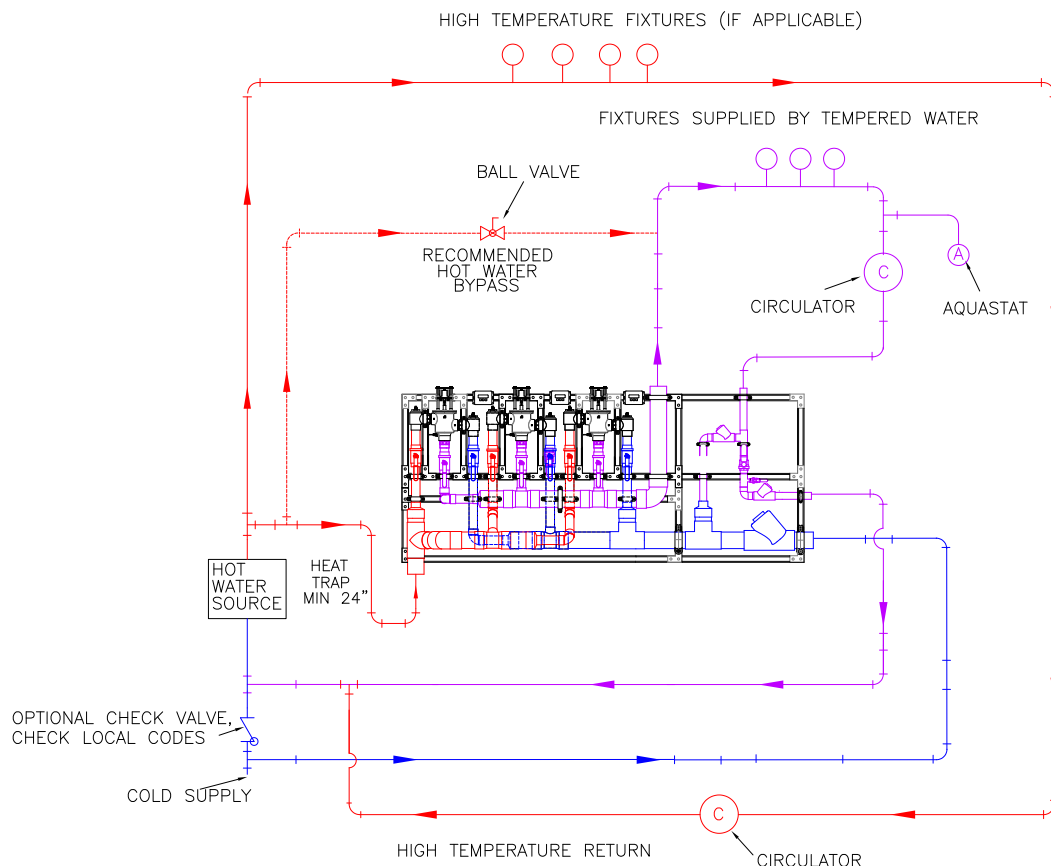 HIGH TEMPERATURE FIXTURES (IF APPLICABLE)
FIXTURES SUPPLIED BY TEMPERED WATER
BALL VALVE
RECOMMENDED
HOT WATER
BYPASS
A
C
CIRCULATOR
AQUASTAT
HOT
WATER
SOURCE
HEAT
TRAP
MIN 24"
OPTIONAL CHECK VALVE,
CHECK LOCAL CODES
COLD SUPPLY
C
HIGH TEMPERATURE RETURN
CIRCULATOR